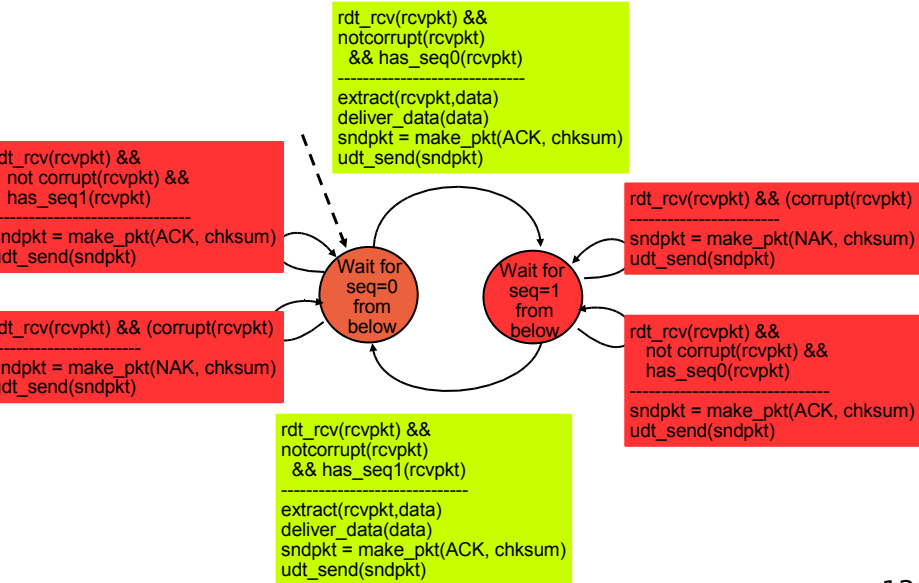 rdt_rcv(rcvpkt) &&
notcorrupt(rcvpkt)
&& has_seq0(rcvpkt)
------------------------------
extract(rcvpkt,data)
deliver_data(data)
sndpkt = make_pkt(ACK, chksum)
udt_send(sndpkt)
dt_rcv(rcvpkt) &&
not corrupt(rcvpkt) &&
has_seq1(rcvpkt)
-------------------------------
sndpkt = make_pkt(ACK, chksum)
udt_send(sndpkt)
rdt_rcv(rcvpkt) && (corrupt(rcvpkt)
------------------------
sndpkt = make_pkt(NAK, chksum)
udt_send(sndpkt)
Wait for
seq=0
from
below
Wait for
seq=1
from
below
dt_rcv(rcvpkt) && (corrupt(rcvpkt)
------------------------
sndpkt = make_pkt(NAK, chksum)
udt_send(sndpkt)
rdt_rcv(rcvpkt) &&
not corrupt(rcvpkt) &&
has_seq0(rcvpkt)
--------------------------------
sndpkt = make_pkt(ACK, chksum)
udt_send(sndpkt)
rdt_rcv(rcvpkt) &&
notcorrupt(rcvpkt)
&& has_seq1(rcvpkt)
------------------------------
extract(rcvpkt,data)
deliver_data(data)
sndpkt = make_pkt(ACK, chksum)
udt_send(sndpkt)